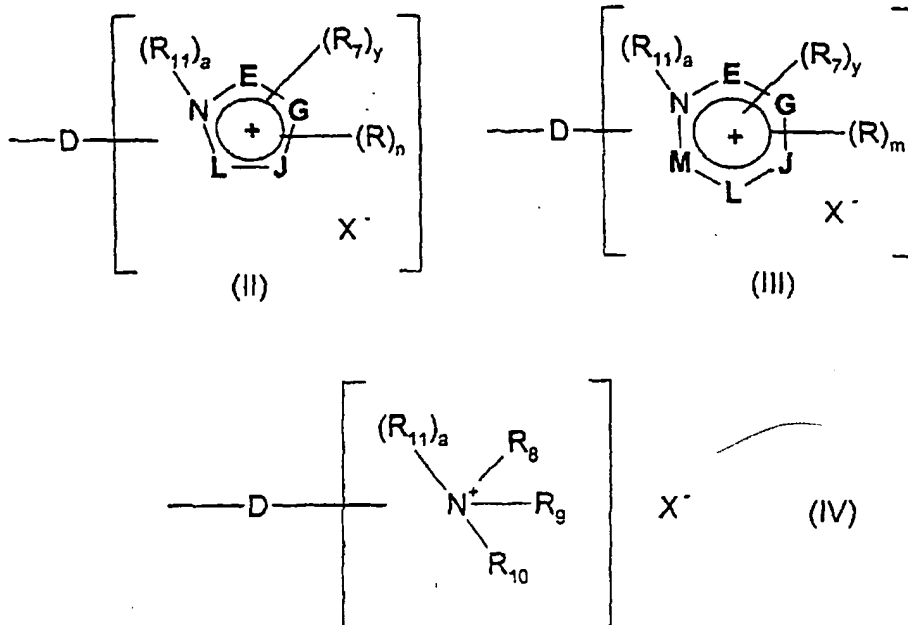 (R₁₁)ₐ (R₇)ᵧ (R₁₁)ₐ (R₇)ᵧ
E E
N G N G
D + (R)ₙ D + (R)ₘ
L J M J
L
X⁻ X⁻
(II) (III)
(R₁₁)ₐ R₈
D N⁺ R₉ X⁻ (IV)
R₁₀